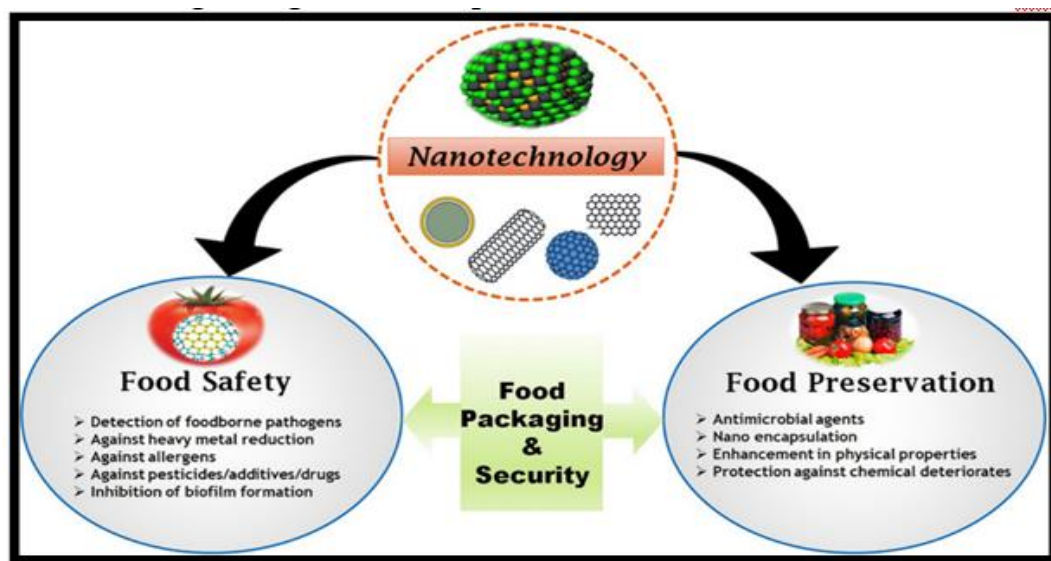 Nanotechnology
Food Safety
➢ Detection of foodborne pathogens
➢ Against heavy metal reduction
➢ Against allergens
➢ Against pesticides/additives/drugs
➢ Inhibition of biofilm formation
Food
Packaging
&
Security
Food Preservation
➢ Antimicrobial agents
➢ Nano encapsulation
➢ Enhancement in physical properties
➢ Protection against chemical deteriorates